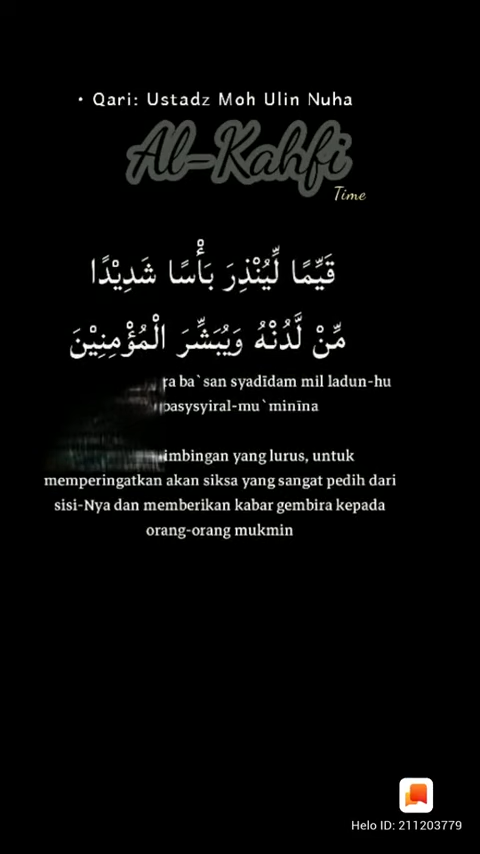 • Qari: Ustadz Moh Ulin Nuha
Al-Kahfi
Time
قَيِّمًا لِّيُنْذِرَ بَأْسًا شَدِيْدًا
مِّنْ لَّدُنْهُ وَيُبَشِّرَ الْمُؤْمِنِيْنَ
ba`san syadīdam mil ladun-hu
basysyiral-mu`minīna
yang lurus, untuk
memperingatkan akan siksa yang sangat pedih dari
sisi-Nya dan memberikan kabar gembira kepada
orang-orang mukmin
Helo ID: 211203779